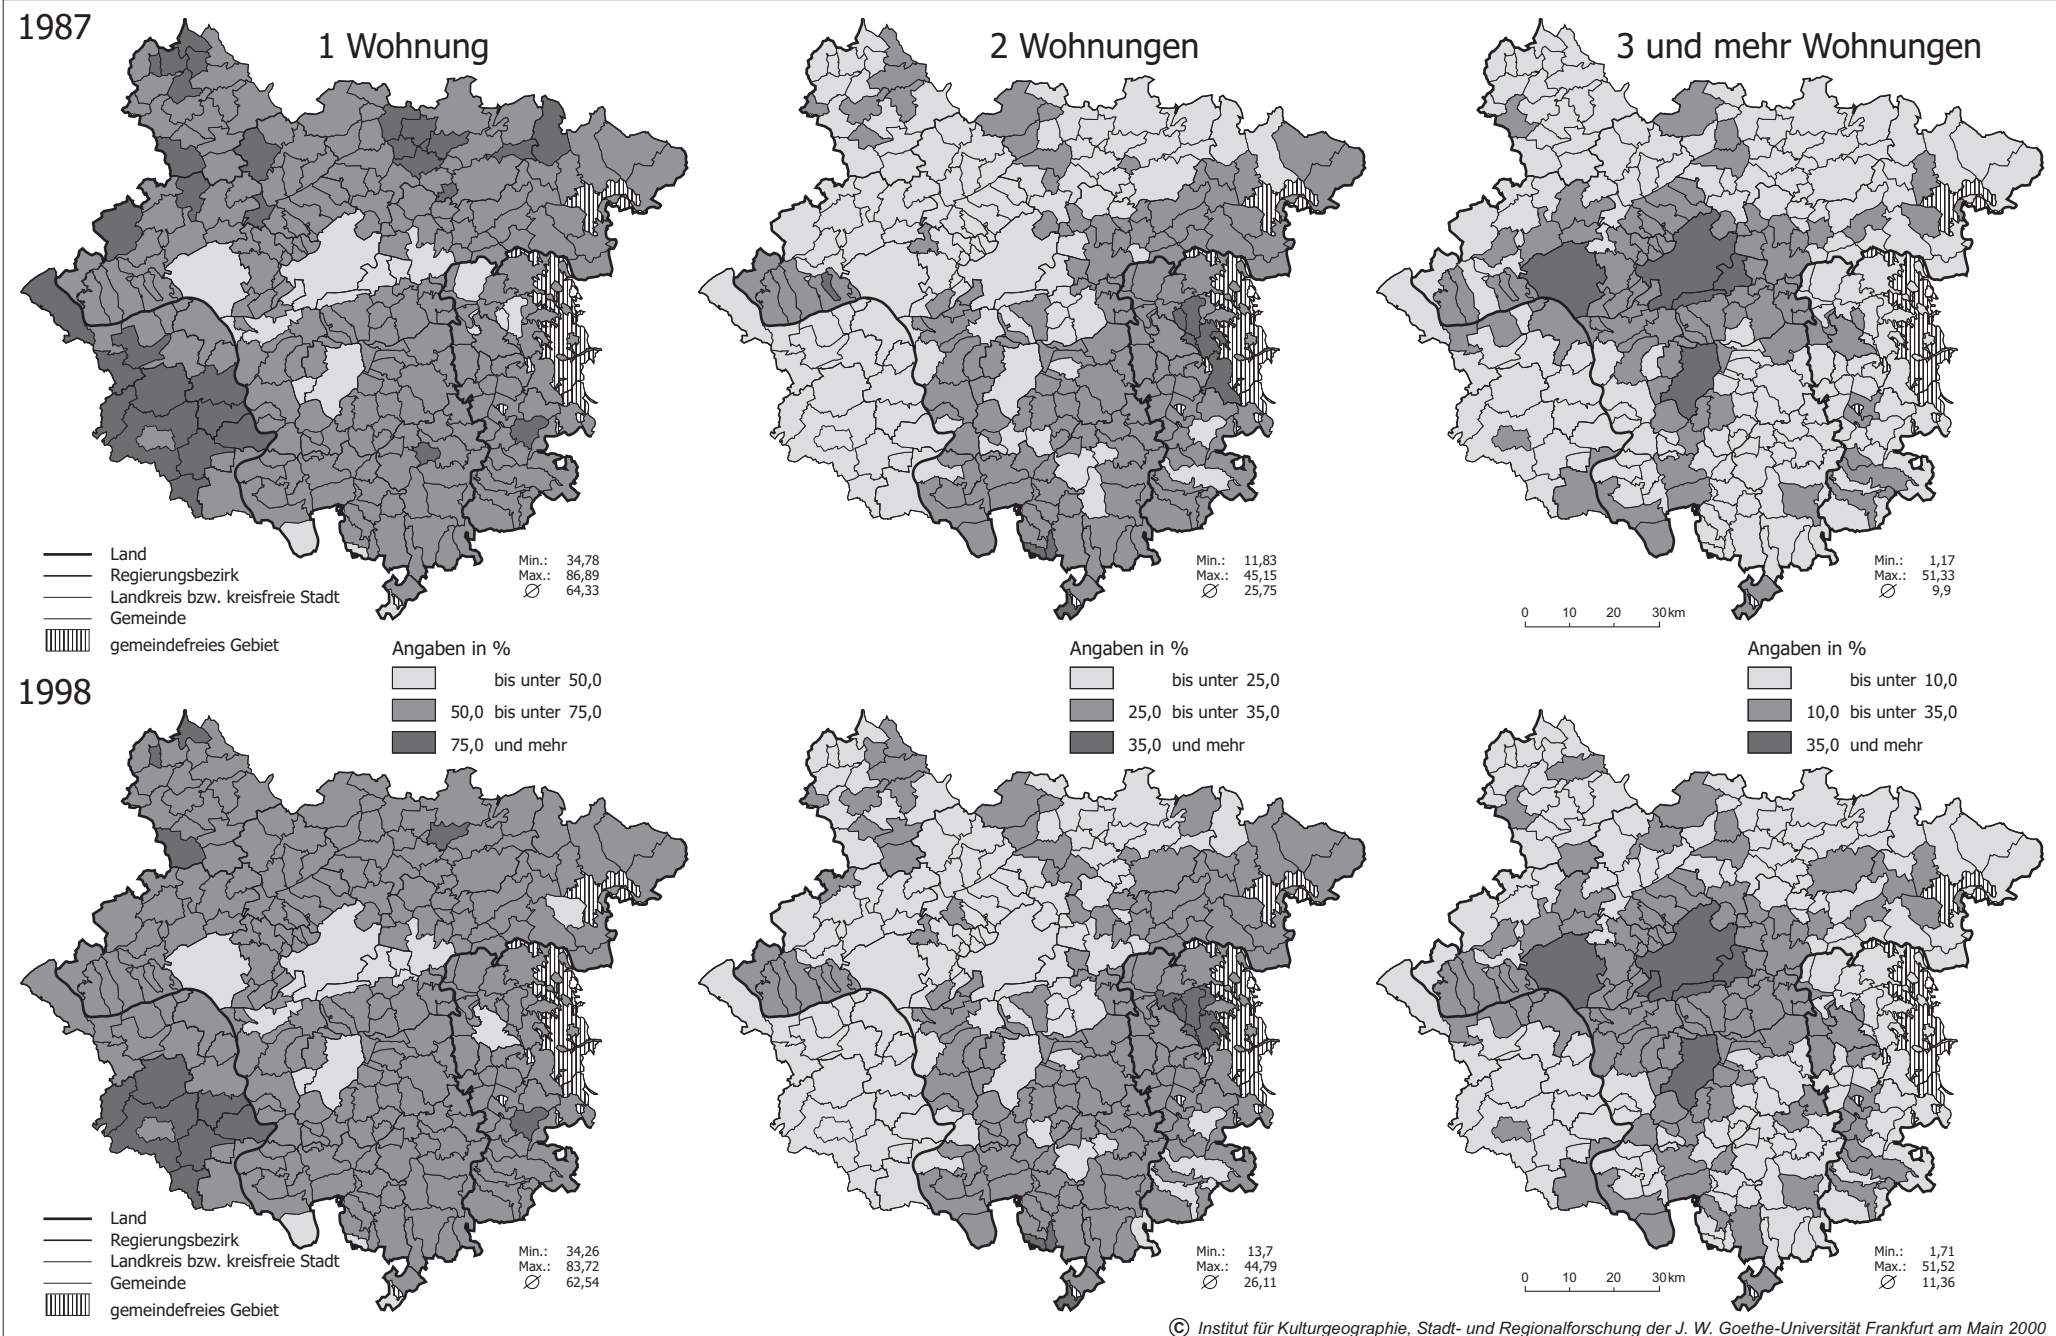 1987
1 Wohnung
2 Wohnungen
3 und mehr Wohnungen
Land
Regierungsbezirk
Landkreis bzw. kreisfreie Stadt
Gemeinde
gemeindefreies Gebiet
Min.: 34,78
Max.: 86,89
Ø 64,33
Min.: 11,83
Max.: 45,15
Ø 25,75
Min.: 1,17
Max.: 51,33
Ø 9,9
0 10 20 30 km
Angaben in %
bis unter 50,0
50,0 bis unter 75,0
75,0 und mehr
Angaben in %
bis unter 25,0
25,0 bis unter 35,0
35,0 und mehr
Angaben in %
bis unter 10,0
10,0 bis unter 35,0
35,0 und mehr
1998
Land
Regierungsbezirk
Landkreis bzw. kreisfreie Stadt
Gemeinde
gemeindefreies Gebiet
Min.: 34,26
Max.: 83,72
Ø 62,54
Min.: 13,7
Max.: 44,79
Ø 26,11
Min.: 1,71
Max.: 51,52
Ø 11,36
0 10 20 30 km
© Institut für Kulturgeographie, Stadt- und Regionalforschung der J. W. Goethe-Universität Frankfurt am Main 2000